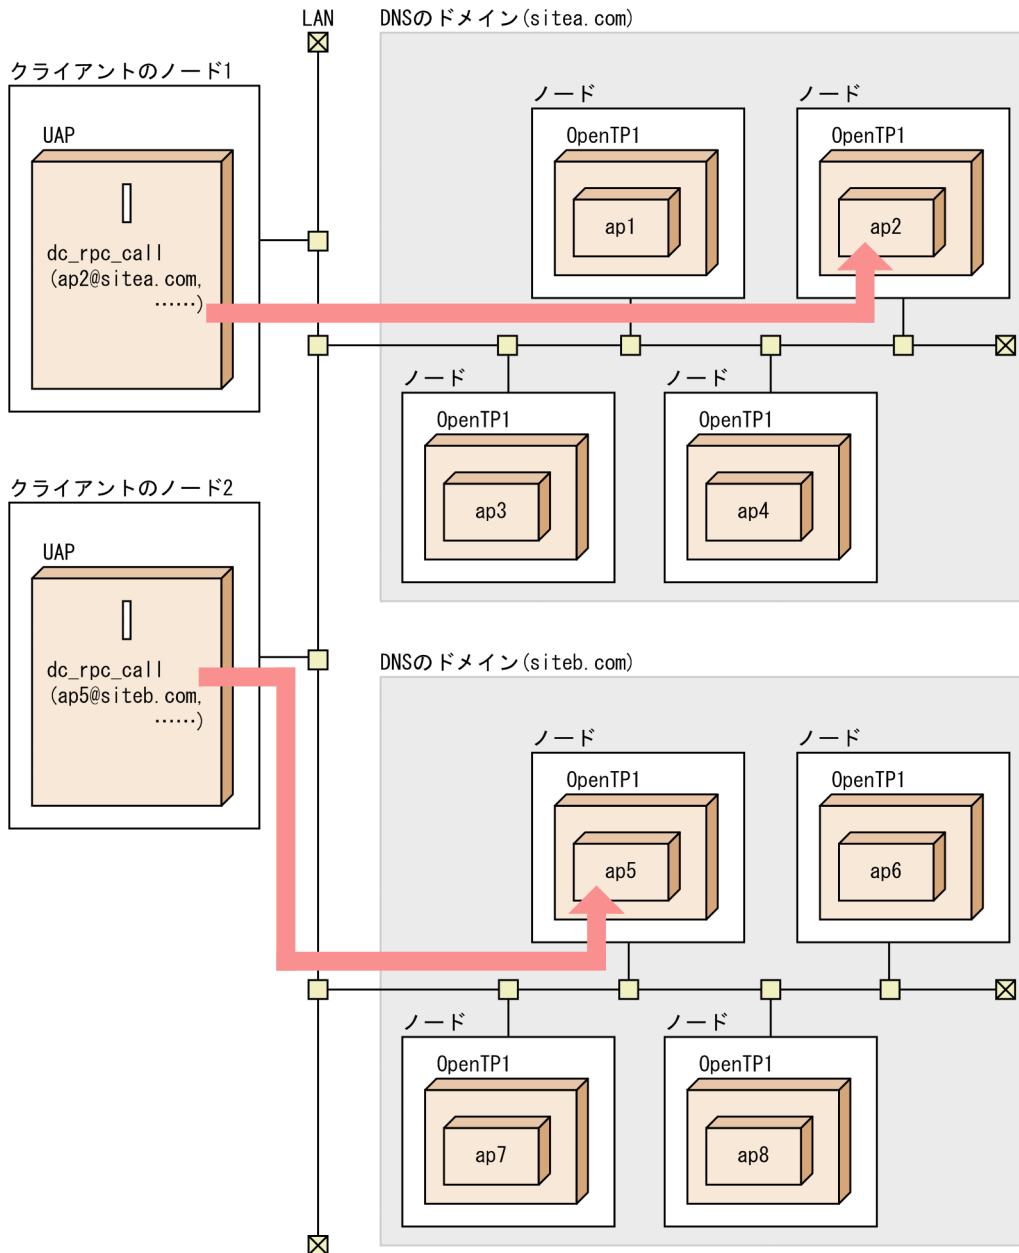 LAN
DNSのドメイン(sitea.com)
クライアントのノード1
UAP
dc_rpc_call
(ap2@sitea.com,
……)
ノード
OpenTP1
ap1
ノード
OpenTP1
ap2
ノード
OpenTP1
ap3
ノード
OpenTP1
ap4
クライアントのノード2
UAP
dc_rpc_call
(ap5@siteb.com,
……)
DNSのドメイン(siteb.com)
ノード
OpenTP1
ap5
ノード
OpenTP1
ap6
ノード
OpenTP1
ap7
ノード
OpenTP1
ap8